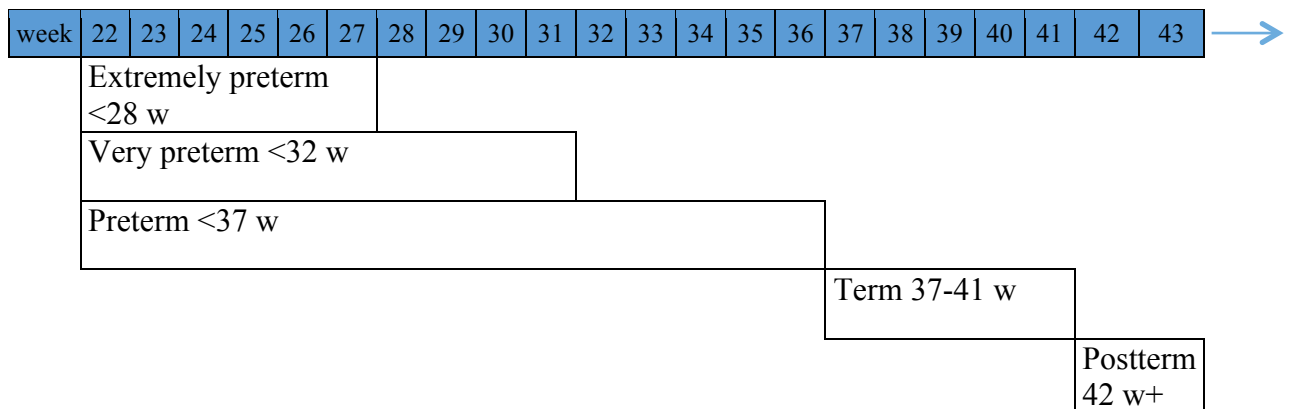 week 22 23 24 25 26 27 28 29 30 31 32 33 34 35 36 37 38 39 40 41 42 43
Extremely preterm
<28 w
Very preterm <32 w
Preterm <37 w
Term 37-41 w
Postterm
42 w+